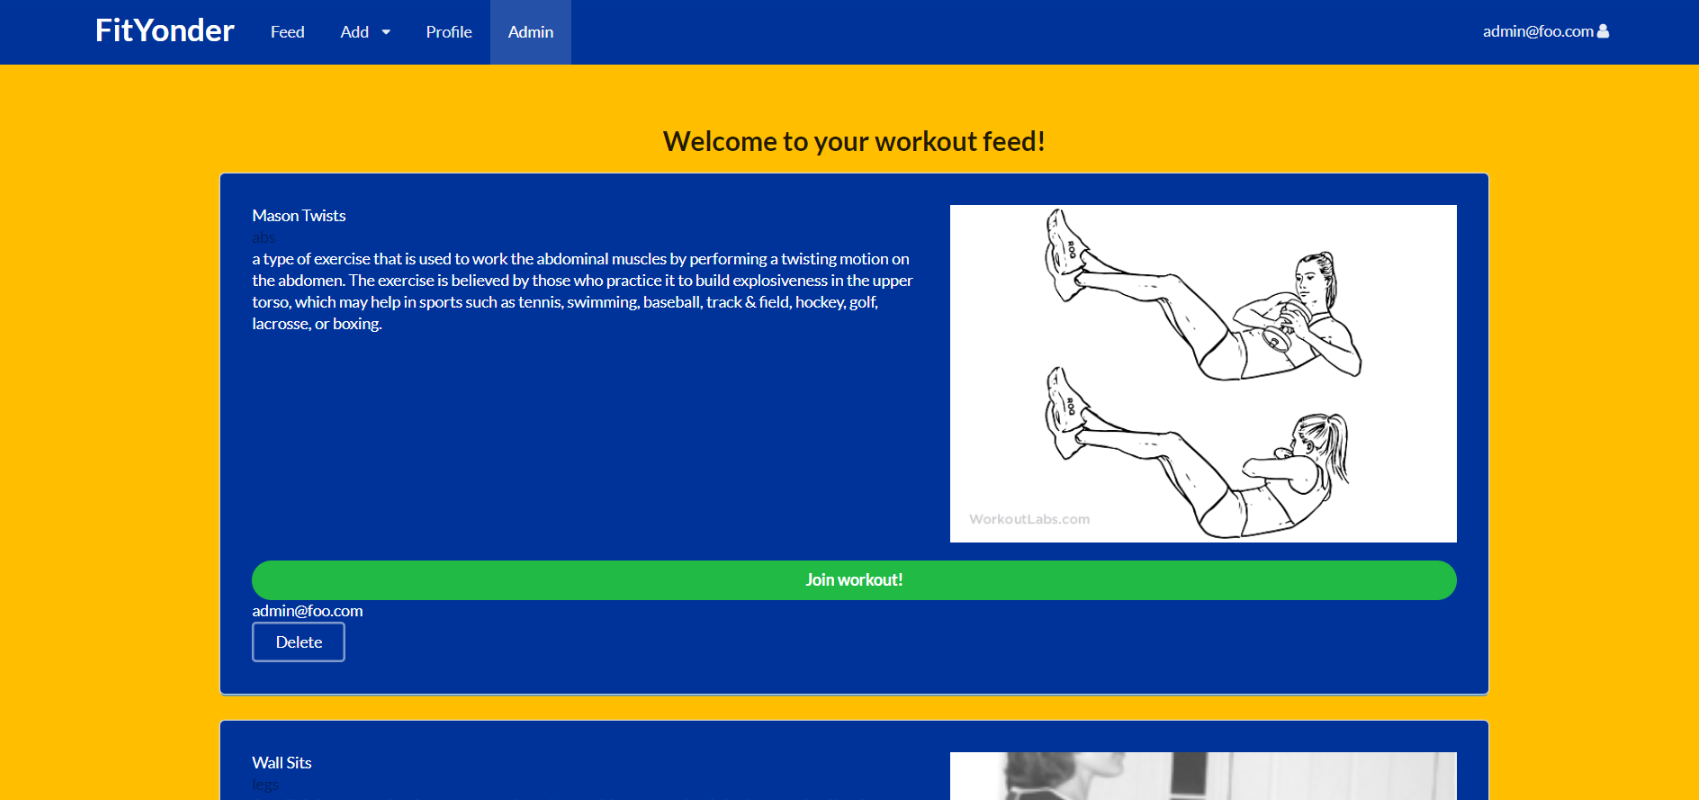 FitYonder Feed Add Profile Admin admin@foo.com
Welcome to your workout feed!
Mason Twists
abs
a type of exercise that is used to work the abdominal muscles by performing a twisting motion on
the abdomen. The exercise is believed by those who practice it to build explosiveness in the upper
torso, which may help in sports such as tennis, swimming, baseball, track & field, hockey, golf,
lacrosse, or boxing.
ROG
ROG
WorkoutLabs.com
Join workout!
admin@foo.com
Delete
Wall Sits
legs